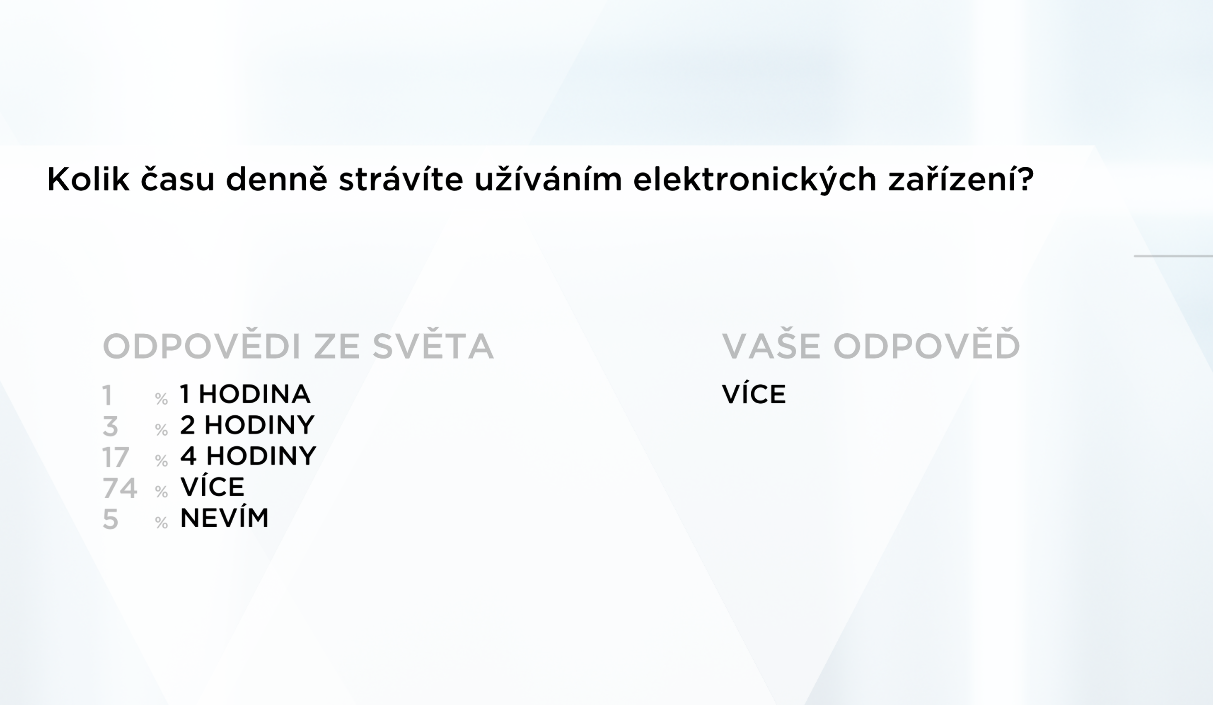 Kolik času denně strávíte užíváním elektronických zařízení?
ODPOVĚDI ZE SVĚTA
1 % 1 HODINA
3 % 2 HODINY
17 % 4 HODINY
74 % VÍCE
5 % NEVÍM
VAŠE ODPOVĚĎ
VÍCE